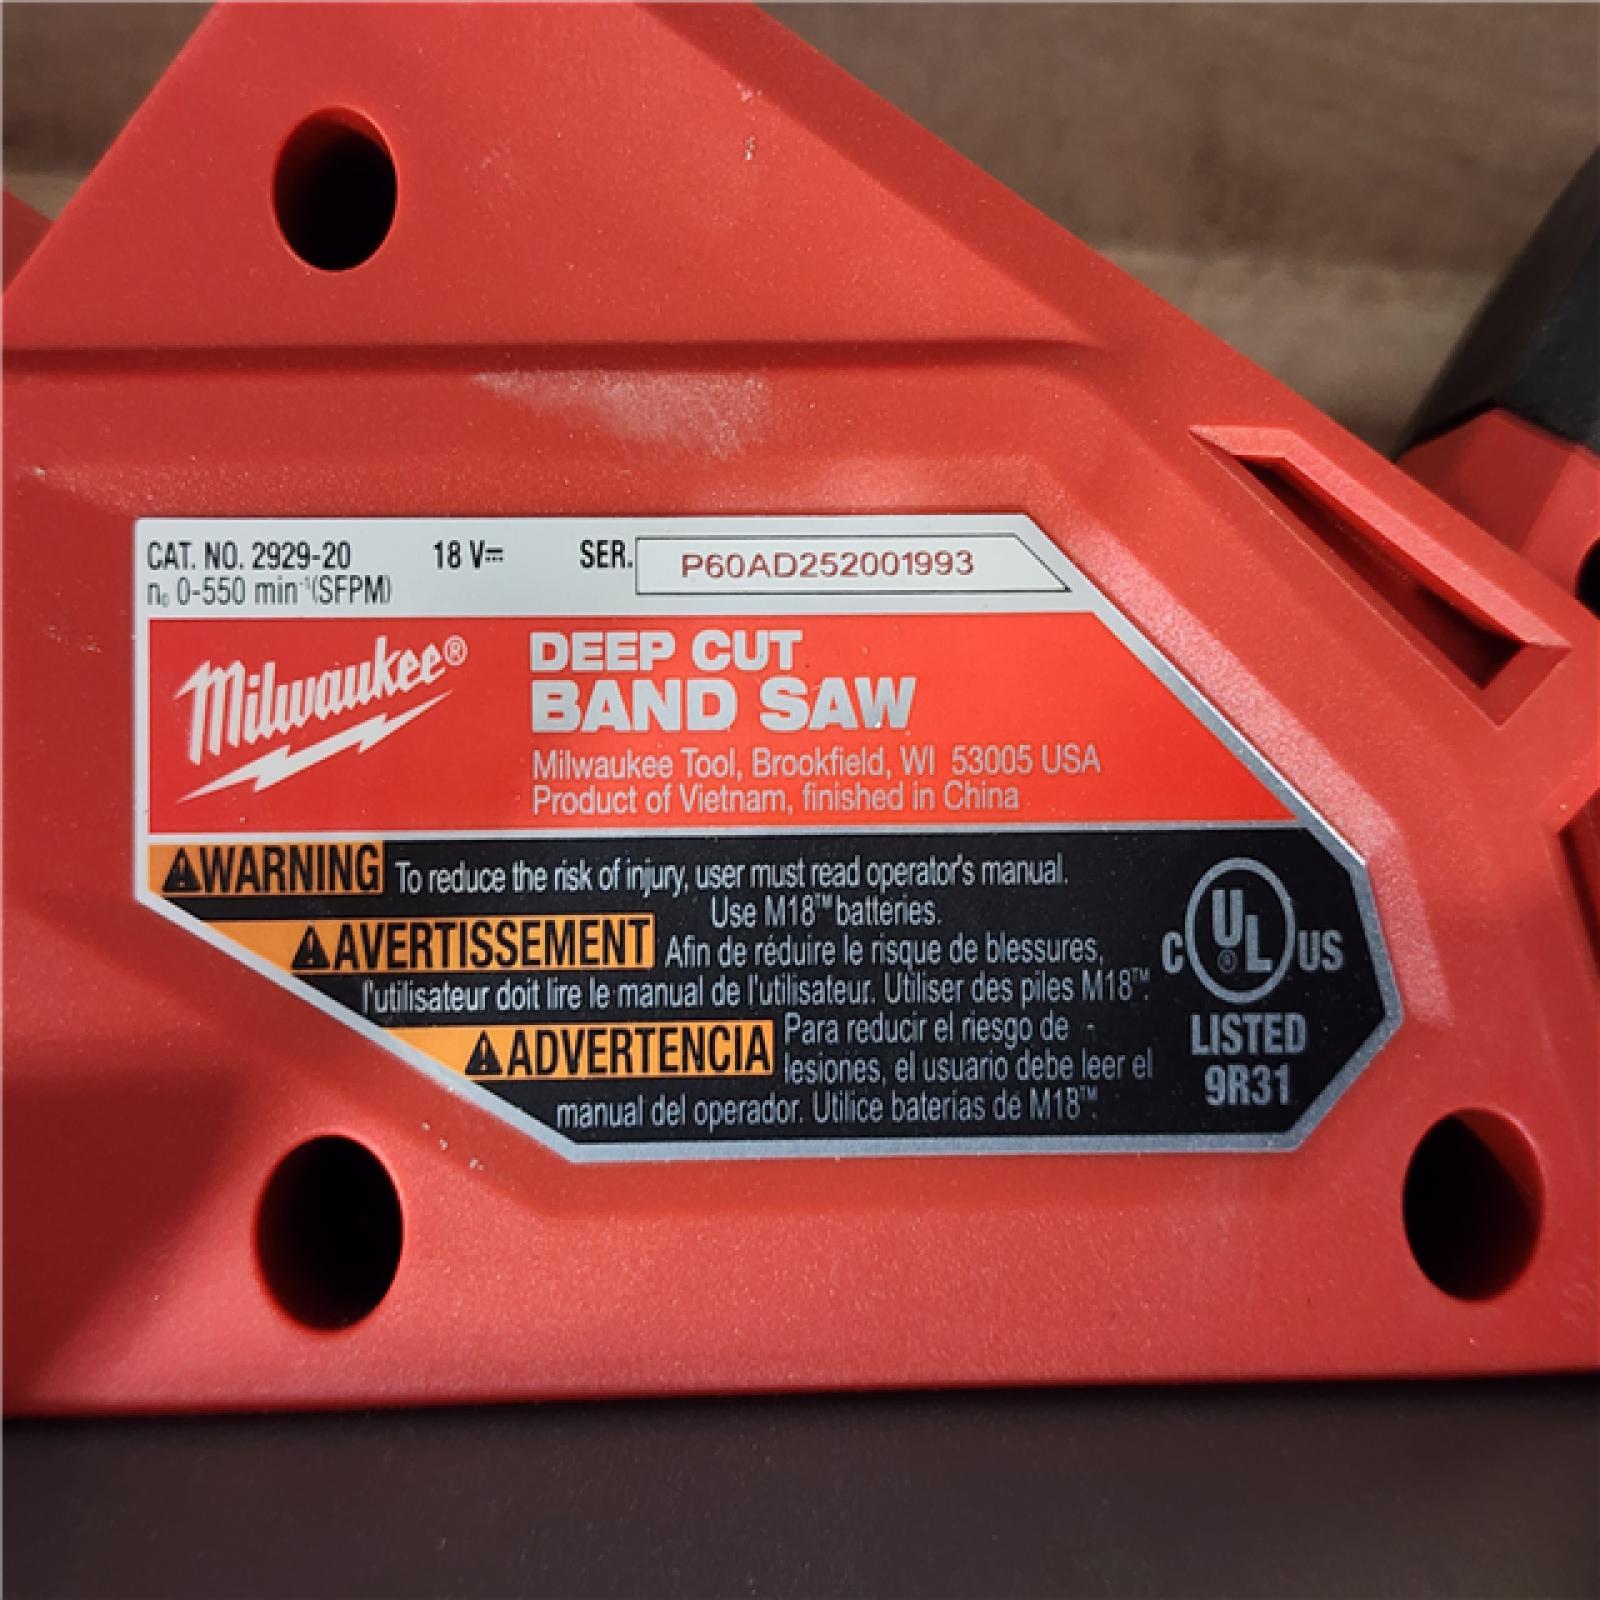 CAT. NO. 2929-20 18 V⎓ SER. P60AD252001993
n₀ 0-550 min⁻¹(SFPM)
Milwaukee®
DEEP CUT
BAND SAW
Milwaukee Tool, Brookfield, WI 53005 USA
Product of Vietnam, finished in China
⚠WARNING To reduce the risk of injury, user must read operator's manual.
Use M18™ batteries.
⚠AVERTISSEMENT Afin de réduire le risque de blessures,
l'utilisateur doit lire le manual de l'utilisateur. Utiliser des piles M18™.
⚠ADVERTENCIA Para reducir el riesgo de
lesiones, el usuario debe leer el
manual del operador. Utilice baterías de M18™.
C UL® US
LISTED
9R31